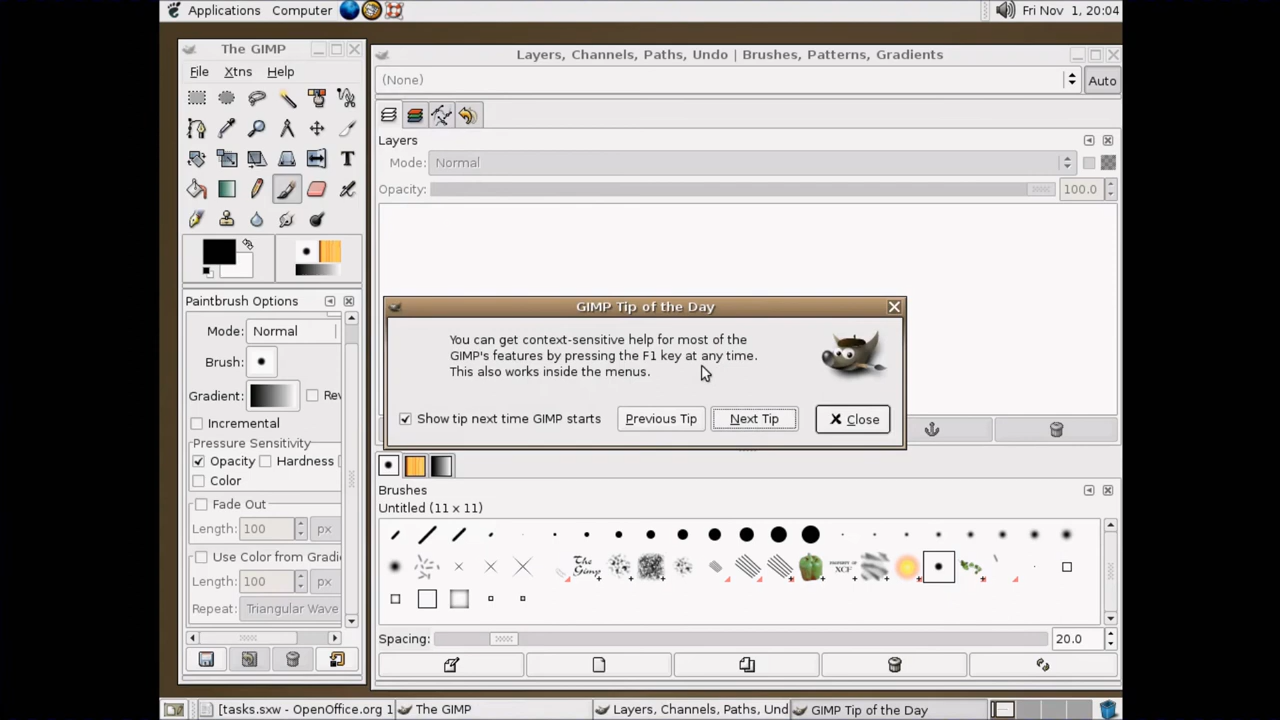 Applications Computer Fri Nov 1, 20:04
The GIMP
File Xtns Help
Paintbrush Options
Mode: Normal
Brush:
Gradient: Rev
Incremental
Pressure Sensitivity
Opacity Hardness
Color
Fade Out
Length: 100 px
Use Color from Gradi
Length: 100 px
Repeat: Triangular Wave
Layers, Channels, Paths, Undo | Brushes, Patterns, Gradients
(None) Auto
Layers
Mode: Normal
Opacity: 100.0
GIMP Tip of the Day
You can get context-sensitive help for most of the
GIMP's features by pressing the F1 key at any time.
This also works inside the menus.
Show tip next time GIMP starts Previous Tip Next Tip Close
Brushes
Untitled (11 x 11)
The
Gimp
PROPERTY OF
XCF
Spacing: 20.0
[tasks.sxw - OpenOffice.org 1 The GIMP Layers, Channels, Paths, Und GIMP Tip of the Day